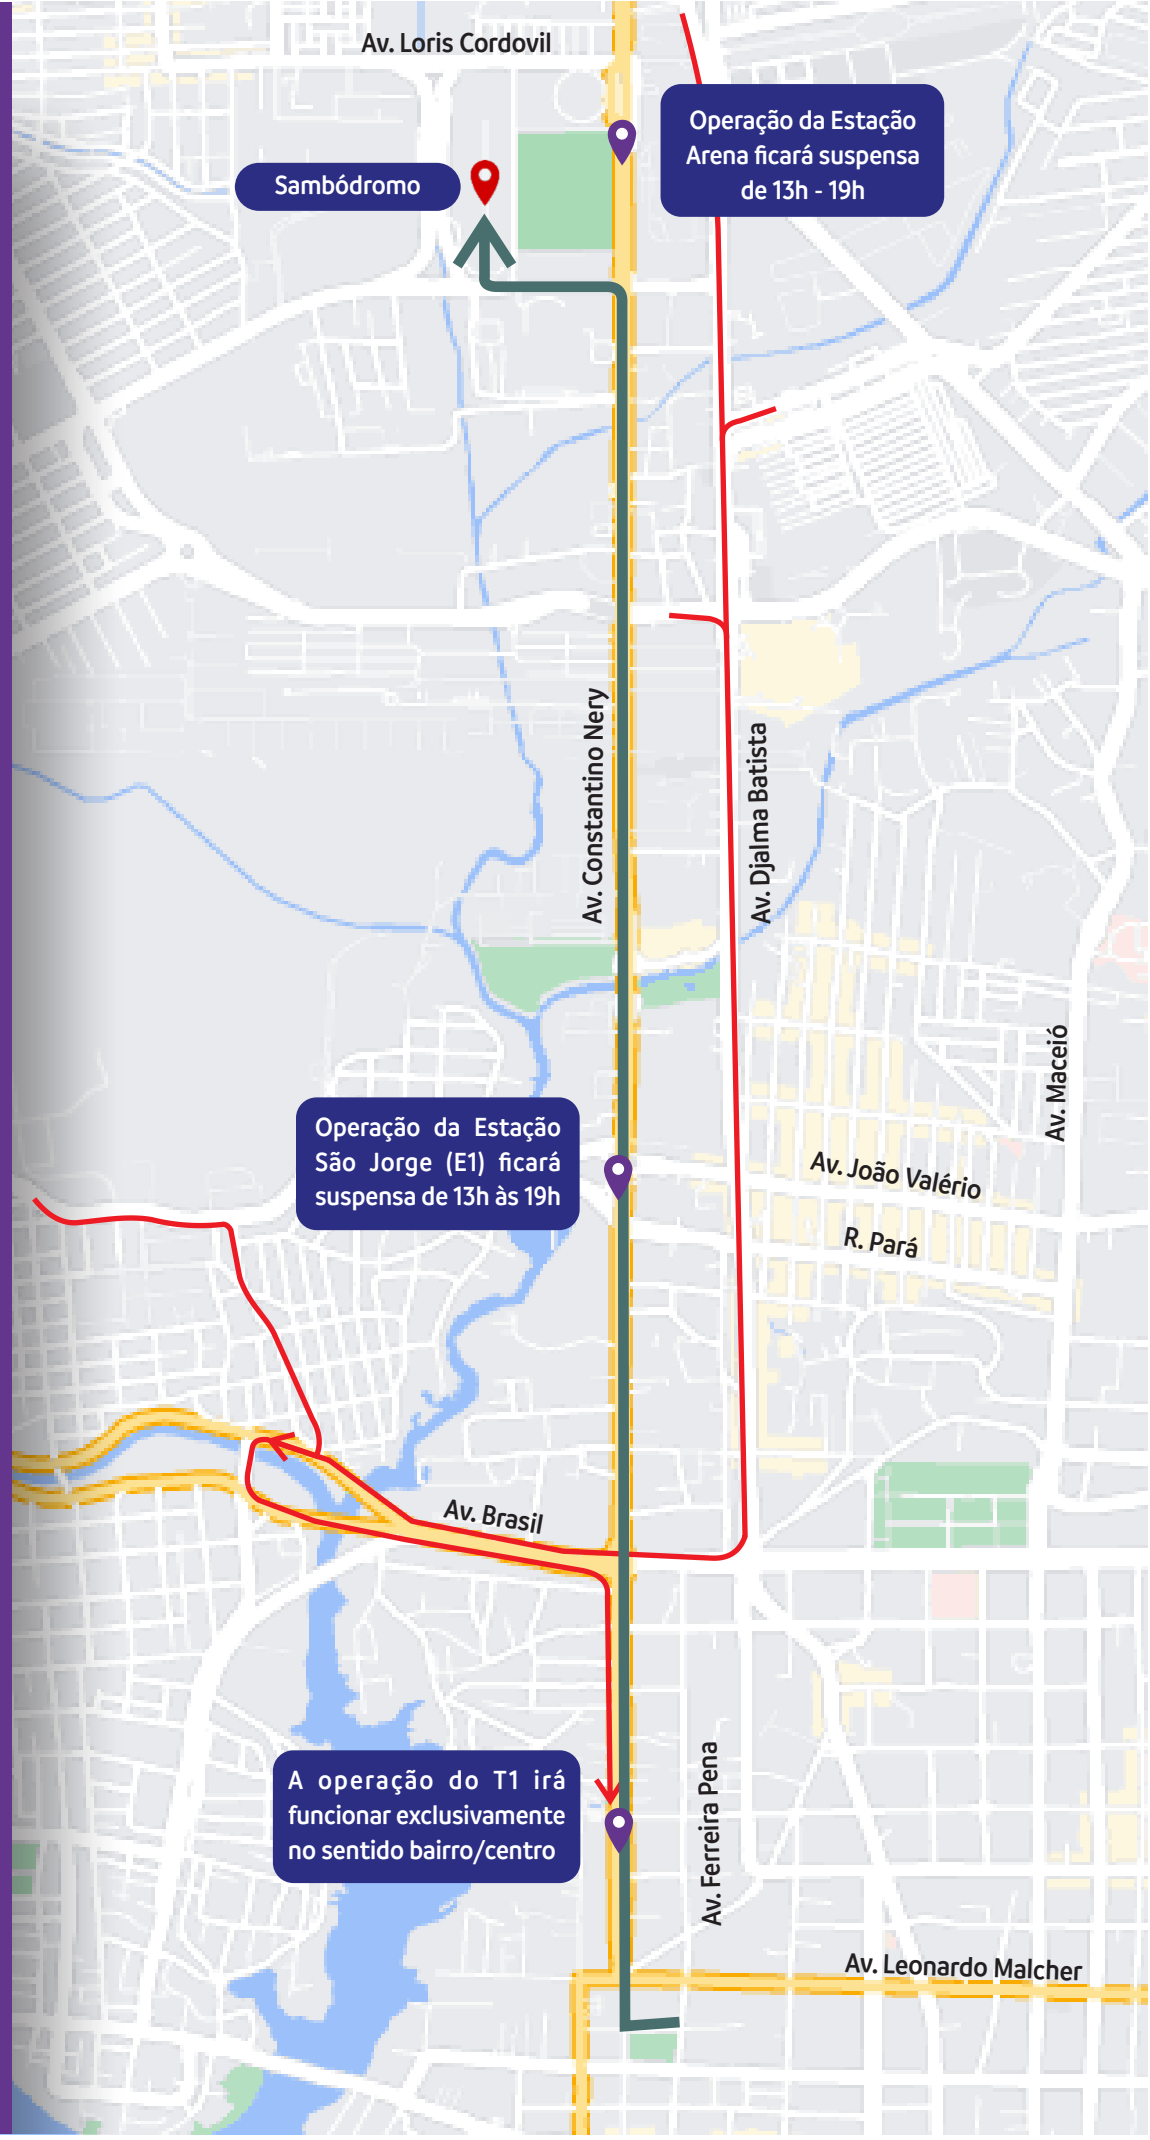 Av. Loris Cordovil
Operação da Estação
Arena ficará suspensa
de 13h - 19h
Sambódromo
Av. Constantino Nery
Av. Djalma Batista
Av. Maceió
Operação da Estação
São Jorge (E1) ficará
suspensa de 13h às 19h
Av. João Valério
R. Pará
Av. Brasil
Av. Ferreira Pena
A operação do T1 irá
funcionar exclusivamente
no sentido bairro/centro
Av. Leonardo Malcher